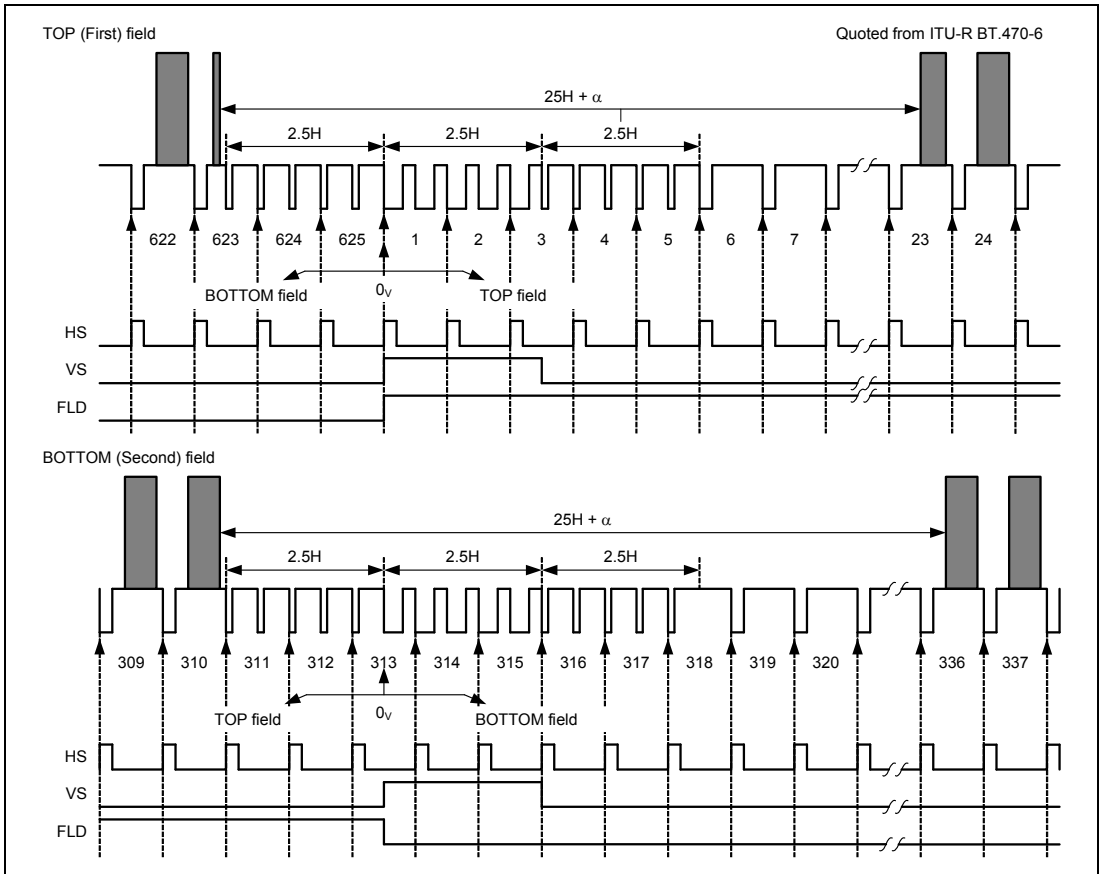 TOP (First) field Quoted from ITU-R BT.470-6
25H + α
2.5H 2.5H 2.5H
622 623 624 625 1 2 3 4 5 6 7 23 24
BOTTOM field 0V TOP field
HS
VS
FLD
BOTTOM (Second) field
25H + α
2.5H 2.5H 2.5H
309 310 311 312 313 314 315 316 317 318 319 320 336 337
TOP field 0V BOTTOM field
HS
VS
FLD